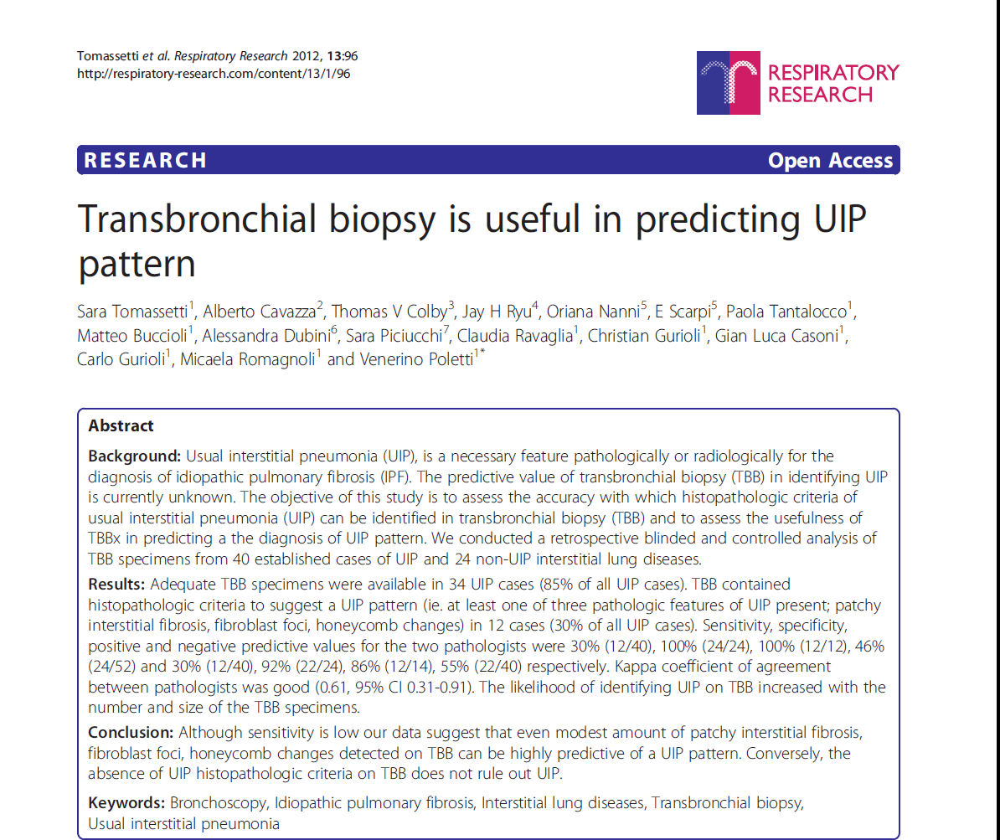 Tomassetti et al. Respiratory Research 2012, 13:96
http://respiratory-research.com/content/13/1/96
RESPIRATORY
RESEARCH
RESEARCH
Open Access
Transbronchial biopsy is useful in predicting UIP
pattern
Sara Tomassetti1, Alberto Cavazza2, Thomas V Colby3, Jay H Ryu4, Oriana Nanni5, E Scarpi5, Paola Tantalocco1,
Matteo Buccioli1, Alessandra Dubini6, Sara Piciucchi7, Claudia Ravaglia1, Christian Gurioli1, Gian Luca Casoni1,
Carlo Gurioli1, Micaela Romagnoli1 and Venerino Poletti1*
Abstract
Background: Usual interstitial pneumonia (UIP), is a necessary feature pathologically or radiologically for the
diagnosis of idiopathic pulmonary fibrosis (IPF). The predictive value of transbronchial biopsy (TBB) in identifying UIP
is currently unknown. The objective of this study is to assess the accuracy with which histopathologic criteria of
usual interstitial pneumonia (UIP) can be identified in transbronchial biopsy (TBB) and to assess the usefulness of
TBBx in predicting a the diagnosis of UIP pattern. We conducted a retrospective blinded and controlled analysis of
TBB specimens from 40 established cases of UIP and 24 non-UIP interstitial lung diseases.
Results: Adequate TBB specimens were available in 34 UIP cases (85% of all UIP cases). TBB contained
histopathologic criteria to suggest a UIP pattern (ie. at least one of three pathologic features of UIP present; patchy
interstitial fibrosis, fibroblast foci, honeycomb changes) in 12 cases (30% of all UIP cases). Sensitivity, specificity,
positive and negative predictive values for the two pathologists were 30% (12/40), 100% (24/24), 100% (12/12), 46%
(24/52) and 30% (12/40), 92% (22/24), 86% (12/14), 55% (22/40) respectively. Kappa coefficient of agreement
between pathologists was good (0.61, 95% CI 0.31-0.91). The likelihood of identifying UIP on TBB increased with the
number and size of the TBB specimens.
Conclusion: Although sensitivity is low our data suggest that even modest amount of patchy interstitial fibrosis,
fibroblast foci, honeycomb changes detected on TBB can be highly predictive of a UIP pattern. Conversely, the
absence of UIP histopathologic criteria on TBB does not rule out UIP.
Keywords: Bronchoscopy, Idiopathic pulmonary fibrosis, Interstitial lung diseases, Transbronchial biopsy,
Usual interstitial pneumonia